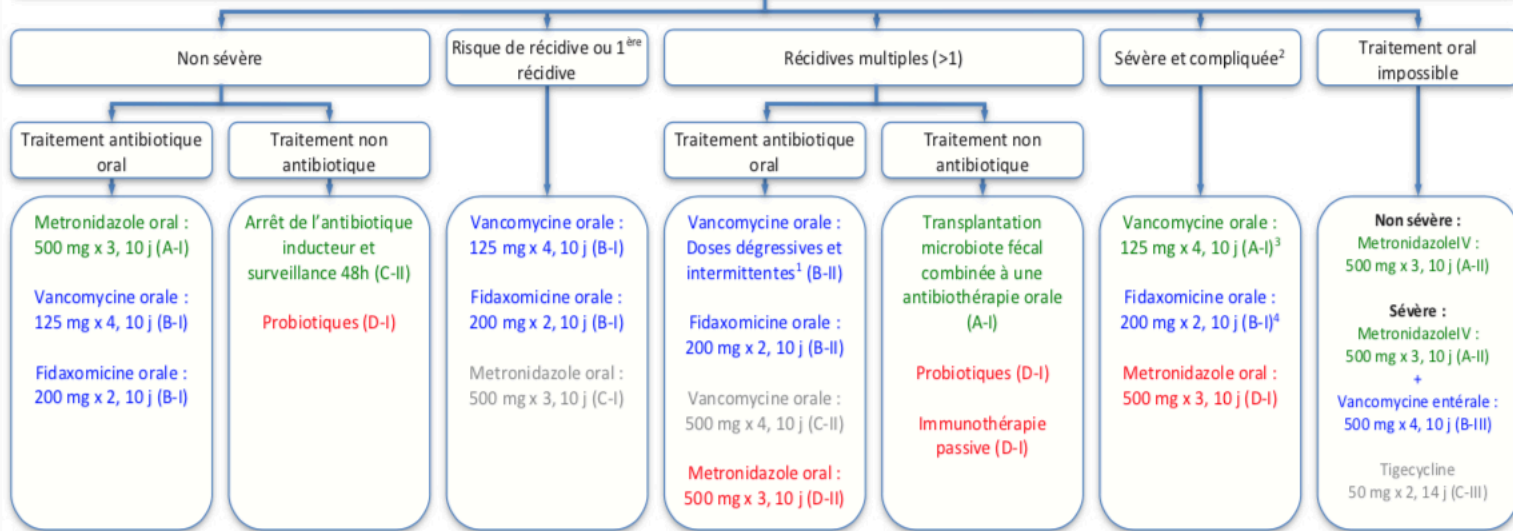 Non sévère
Risque de récidive ou 1ère
récidive
Récidives multiples (>1)
Sévère et compliquée2
Traitement oral
impossible
Traitement antibiotique
oral
Traitement non
antibiotique
Traitement antibiotique
oral
Traitement non
antibiotique
Metronidazole oral :
500 mg x 3, 10 j (A-I)
Vancomycine orale :
125 mg x 4, 10 j (B-I)
Fidaxomicine orale :
200 mg x 2, 10 j (B-I)
Arrêt de l'antibiotique
inducteur et
surveillance 48h (C-II)
Probiotiques (D-I)
Vancomycine orale :
125 mg x 4, 10 j (B-I)
Fidaxomicine orale :
200 mg x 2, 10 j (B-I)
Metronidazole oral :
500 mg x 3, 10 j (C-I)
Vancomycine orale :
Doses dégressives et
intermittentes1 (B-II)
Fidaxomicine orale :
200 mg x 2, 10 j (B-II)
Vancomycine orale :
500 mg x 4, 10 j (C-II)
Metronidazole oral :
500 mg x 3, 10 j (D-II)
Transplantation
microbiote fécal
combinée à une
antibiothérapie orale
(A-I)
Probiotiques (D-I)
Immunothérapie
passive (D-I)
Vancomycine orale :
125 mg x 4, 10 j (A-I)3
Fidaxomicine orale :
200 mg x 2, 10 j (B-I)4
Metronidazole oral :
500 mg x 3, 10 j (D-I)
Non sévère :
MetronidazoleIV :
500 mg x 3, 10 j (A-II)
Sévère :
MetronidazoleIV :
500 mg x 3, 10 j (A-II)
+
Vancomycine entérale :
500 mg x 4, 10 j (B-III)
Tigecycline
50 mg x 2, 14 j (C-III)